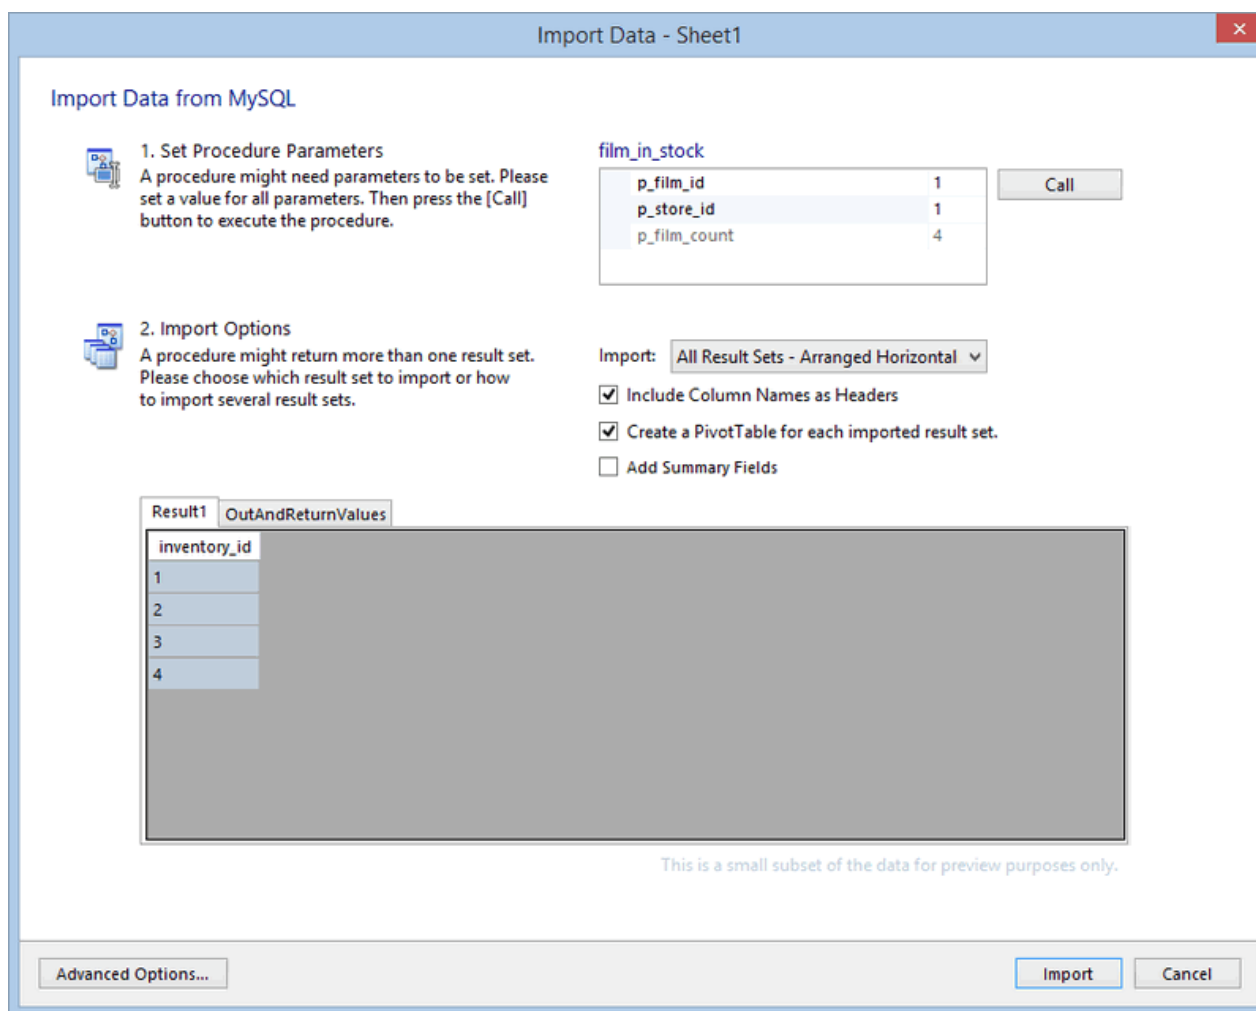 Import Data - Sheet1
Import Data from MySQL
1. Set Procedure Parameters
A procedure might need parameters to be set. Please
set a value for all parameters. Then press the [Call]
button to execute the procedure.
film_in_stock
p_film_id 1
p_store_id 1
p_film_count 4
Call
2. Import Options
A procedure might return more than one result set.
Please choose which result set to import or how
to import several result sets.
Import: All Result Sets - Arranged Horizontal
Include Column Names as Headers
Create a PivotTable for each imported result set.
Add Summary Fields
Result1 OutAndReturnValues
inventory_id
1
2
3
4
This is a small subset of the data for preview purposes only.
Advanced Options... Import Cancel